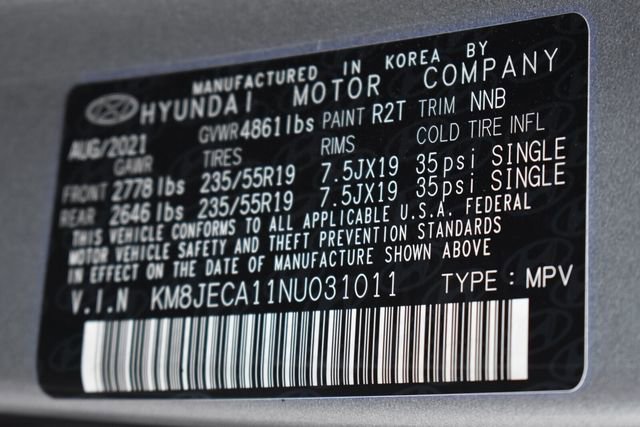 MANUFACTURED IN KOREA BY
HYUNDAI MOTOR COMPANY
AUG/2021 GVWR 4861lbs PAINT R2T TRIM NNB
GAWR TIRES RIMS COLD TIRE INFL
FRONT 2778 lbs 235/55R19 7.5JX19 35psi SINGLE
REAR 2646 lbs 235/55R19 7.5JX19 35psi SINGLE
THIS VEHICLE CONFORMS TO ALL APPLICABLE U.S.A. FEDERAL
MOTOR VEHICLE SAFETY AND THEFT PREVENTION STANDARDS
IN EFFECT ON THE DATE OF MANUFACTURE SHOWN ABOVE
V.I.N KM8JECA11NU031011 TYPE : MPV